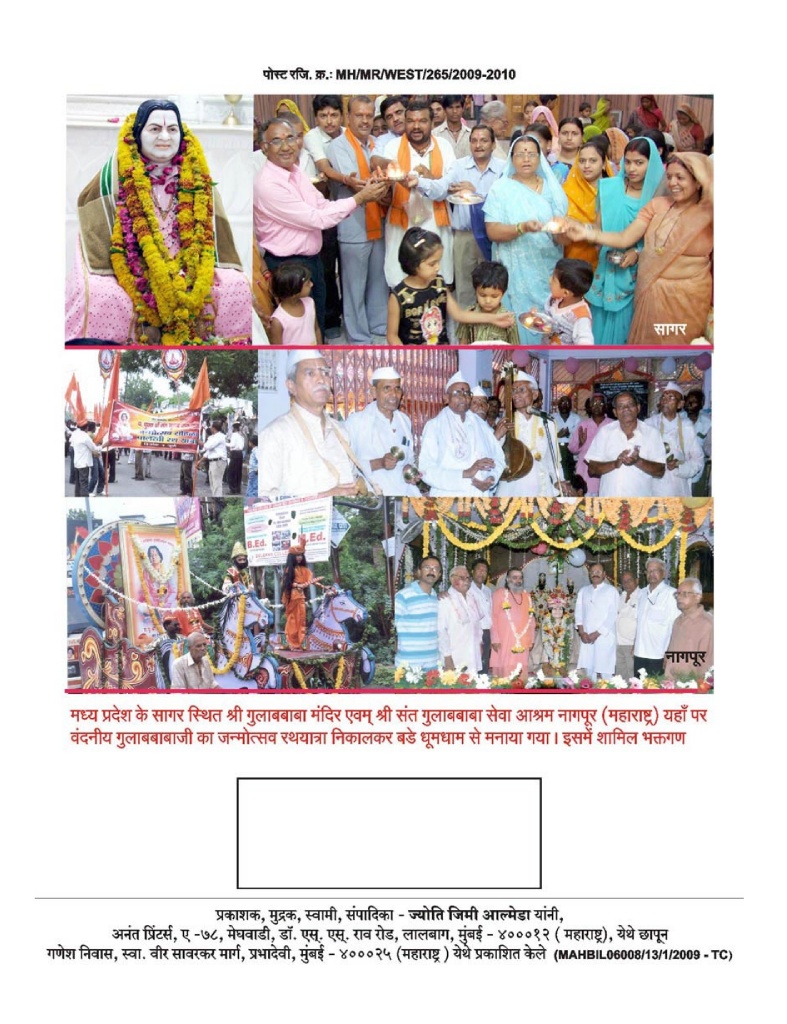 पोस्ट रजि. क्र.: MH/MR/WEST/265/2009-2010
सागर
B.Ed.
Ed.
नागपूर
मध्य प्रदेश के सागर स्थित श्री गुलाबबाबा मंदिर एवम् श्री संत गुलाबबाबा सेवा आश्रम नागपूर (महाराष्ट्र) यहाँ पर
वंदनीय गुलाबबाबाजी का जन्मोत्सव रथयात्रा निकालकर बडे धूमधाम से मनाया गया। इसमें शामिल भक्तगण
प्रकाशक, मुद्रक, स्वामी, संपादिका - ज्योति जिमी आल्मेडा यांनी,
अनंत प्रिंटर्स, ए -७८, मेघवाडी, डॉ. एस्. एस्. राव रोड, लालबाग, मुंबई - ४०००१२ ( महाराष्ट्र), येथे छापून
गणेश निवास, स्वा. वीर सावरकर मार्ग, प्रभादेवी, मुंबई - ४०००२५ (महाराष्ट्र ) येथे प्रकाशित केले (MAHBIL06008/13/1/2009 - TC)